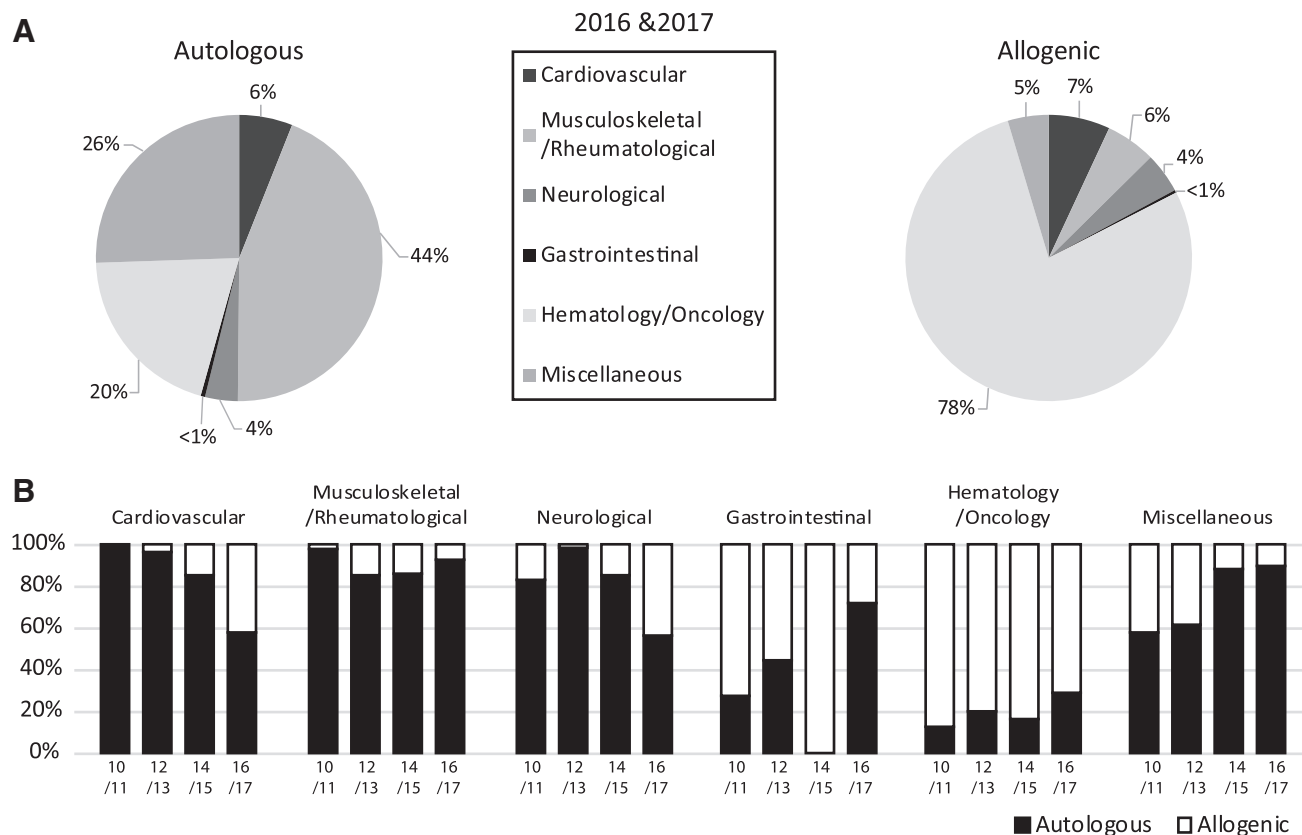 A
2016 &2017
Autologous
Allogenic
6%
26%
44%
20%
<1%
4%
Cardiovascular
Musculoskeletal
/Rheumatological
Neurological
Gastrointestinal
Hematology/Oncology
Miscellaneous
5%
7%
6%
4%
<1%
78%
B
Cardiovascular
Musculoskeletal
/Rheumatological
Neurological
Gastrointestinal
Hematology
/Oncology
Miscellaneous
100%
80%
60%
40%
20%
0%
10 12 14 16 10 12 14 16 10 12 14 16 10 12 14 16 10 12 14 16 10 12 14 16
/11 /13 /15 /17 /11 /13 /15 /17 /11 /13 /15 /17 /11 /13 /15 /17 /11 /13 /15 /17 /11 /13 /15 /17
Autologous Allogenic